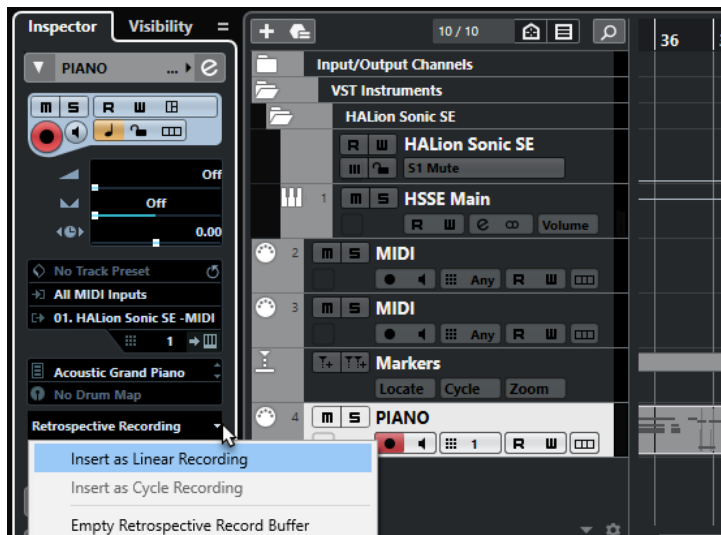 Inspector Visibility
PIANO ...
m S R W
Off
Off
0.00
No Track Preset
All MIDI Inputs
01. HALion Sonic SE -MIDI
1
Acoustic Grand Piano
No Drum Map
Retrospective Recording
Insert as Linear Recording
Insert as Cycle Recording
Empty Retrospective Record Buffer
10 / 10
Input/Output Channels
VST Instruments
HALion Sonic SE
R W HALion Sonic SE
S1 Mute
1 m S HSSE Main
R W e Volume
2 m S MIDI
Any R W
3 m S MIDI
Any R W
Markers
Locate Cycle Zoom
4 m S PIANO
1 R W
36